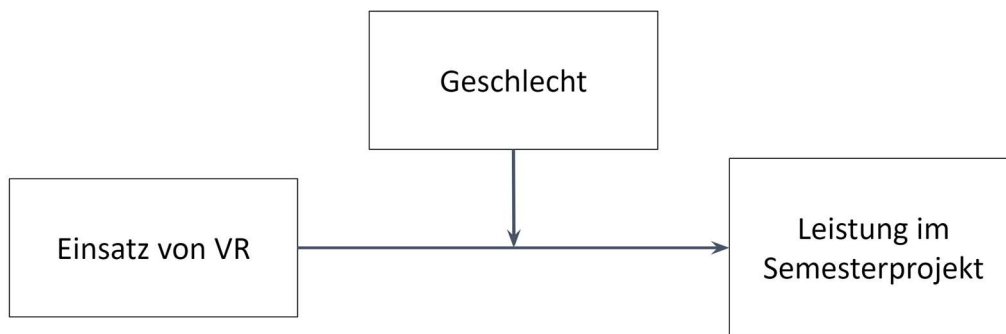 Geschlecht
Einsatz von VR
Leistung im
Semesterprojekt